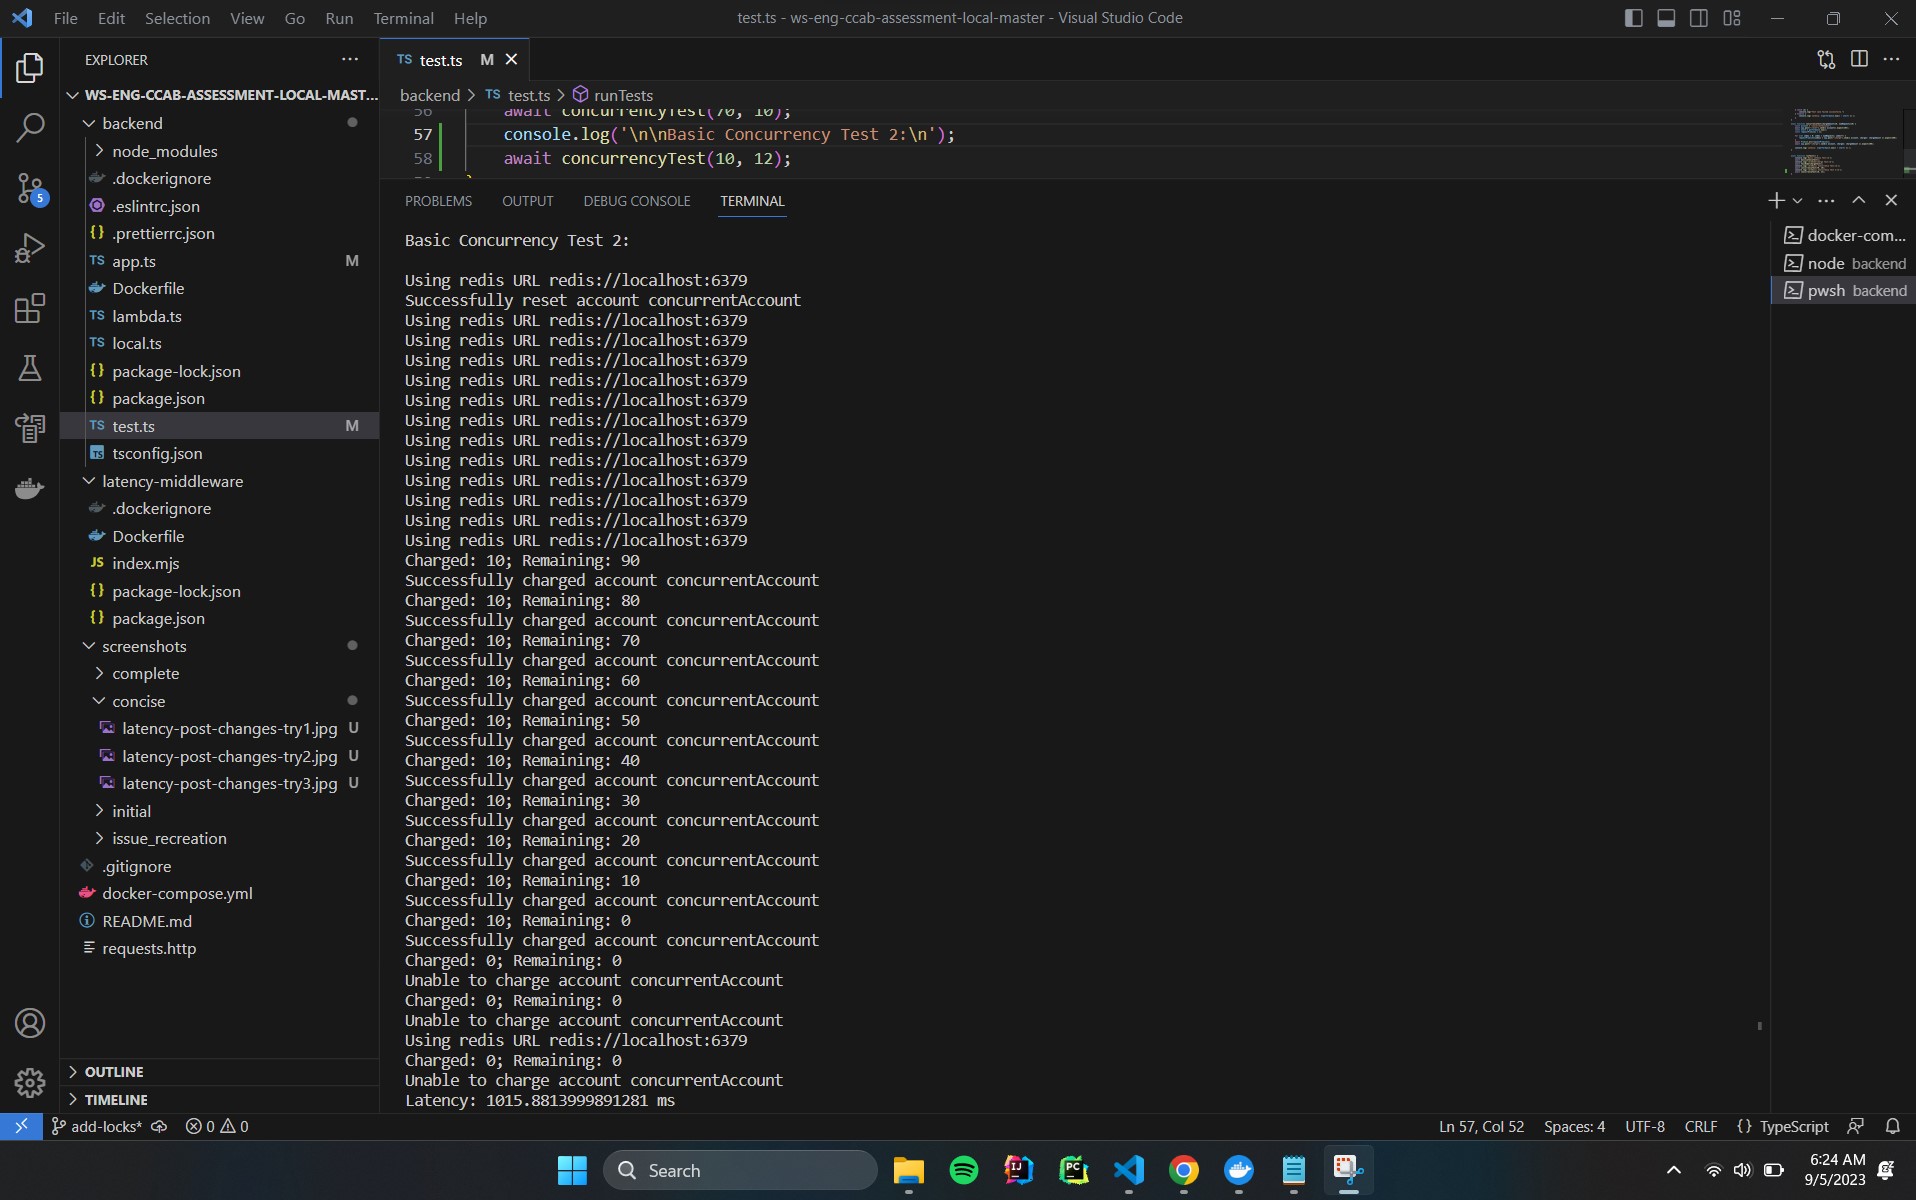 File Edit Selection View Go Run Terminal Help
test.ts - ws-eng-ccab-assessment-local-master - Visual Studio Code
EXPLORER
WS-ENG-CCAB-ASSESSMENT-LOCAL-MAST...
backend
node_modules
.dockerignore
.eslintrc.json
.prettierrc.json
TS app.ts M
Dockerfile
TS lambda.ts
TS local.ts
package-lock.json
package.json
TS test.ts M
tsconfig.json
latency-middleware
.dockerignore
Dockerfile
JS index.mjs
package-lock.json
package.json
screenshots
complete
concise
latency-post-changes-try1.jpg U
latency-post-changes-try2.jpg U
latency-post-changes-try3.jpg U
initial
issue_recreation
.gitignore
docker-compose.yml
README.md
requests.http
OUTLINE
TIMELINE
5
TS test.ts M
backend > TS test.ts > runTests
56 await concurrencyTest(70, 10);
57 console.log('\n\nBasic Concurrency Test 2:\n');
58 await concurrencyTest(10, 12);
PROBLEMS OUTPUT DEBUG CONSOLE TERMINAL
Basic Concurrency Test 2:
Using redis URL redis://localhost:6379
Successfully reset account concurrentAccount
Using redis URL redis://localhost:6379
Using redis URL redis://localhost:6379
Using redis URL redis://localhost:6379
Using redis URL redis://localhost:6379
Using redis URL redis://localhost:6379
Using redis URL redis://localhost:6379
Using redis URL redis://localhost:6379
Using redis URL redis://localhost:6379
Using redis URL redis://localhost:6379
Using redis URL redis://localhost:6379
Using redis URL redis://localhost:6379
Using redis URL redis://localhost:6379
Charged: 10; Remaining: 90
Successfully charged account concurrentAccount
Charged: 10; Remaining: 80
Successfully charged account concurrentAccount
Charged: 10; Remaining: 70
Successfully charged account concurrentAccount
Charged: 10; Remaining: 60
Successfully charged account concurrentAccount
Charged: 10; Remaining: 50
Successfully charged account concurrentAccount
Charged: 10; Remaining: 40
Successfully charged account concurrentAccount
Charged: 10; Remaining: 30
Successfully charged account concurrentAccount
Charged: 10; Remaining: 20
Successfully charged account concurrentAccount
Charged: 10; Remaining: 10
Successfully charged account concurrentAccount
Charged: 10; Remaining: 0
Successfully charged account concurrentAccount
Charged: 0; Remaining: 0
Unable to charge account concurrentAccount
Charged: 0; Remaining: 0
Unable to charge account concurrentAccount
Using redis URL redis://localhost:6379
Charged: 0; Remaining: 0
Unable to charge account concurrentAccount
Latency: 1015.8813999891281 ms
docker-com...
node backend
pwsh backend
add-locks* 0 0
Ln 57, Col 52 Spaces: 4 UTF-8 CRLF {} TypeScript
Search
IJ
PC
6:24 AM
9/5/2023